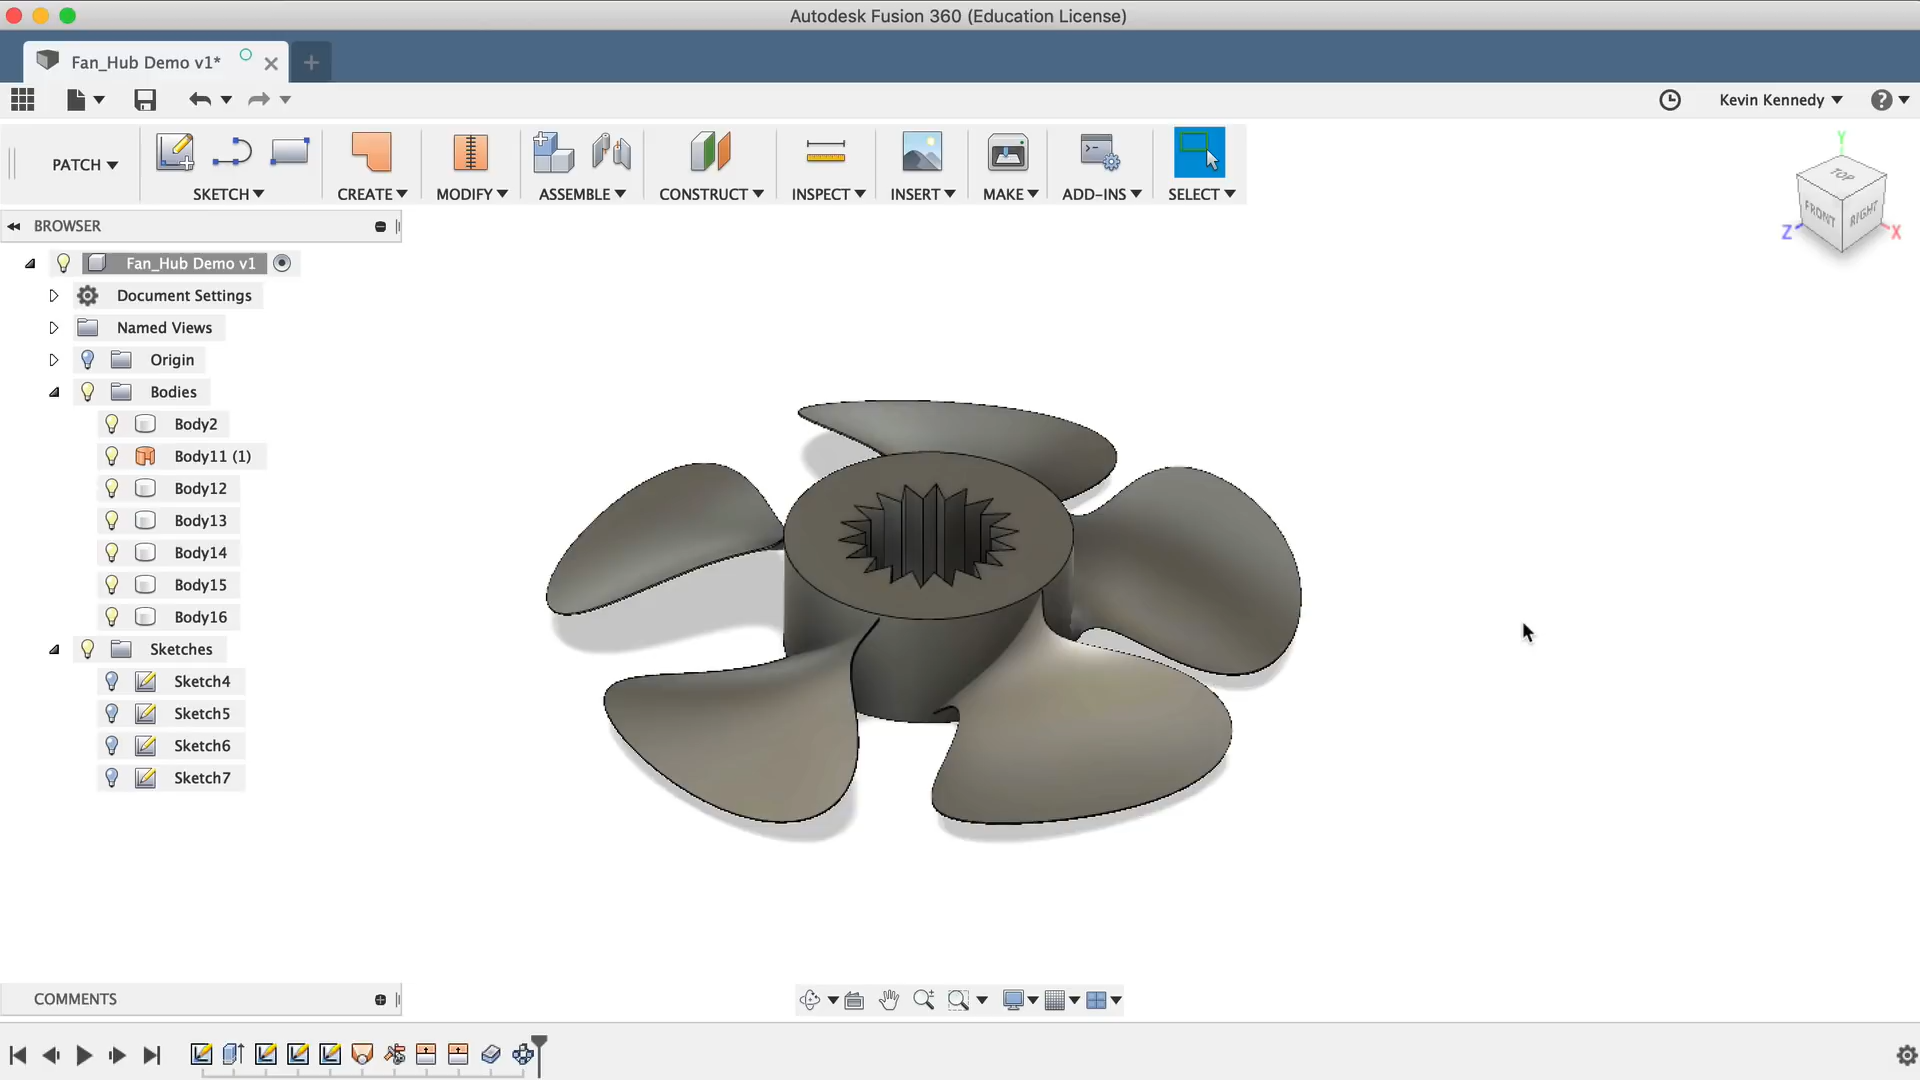 Autodesk Fusion 360 (Education License)
Fan_Hub Demo v1*
Kevin Kennedy
PATCH
SKETCH
CREATE
MODIFY
ASSEMBLE
CONSTRUCT
INSPECT
INSERT
MAKE
ADD-INS
SELECT
Y
TOP
FRONT
RIGHT
Z
X
BROWSER
Fan_Hub Demo v1
Document Settings
Named Views
Origin
Bodies
Body2
Body11 (1)
Body12
Body13
Body14
Body15
Body16
Sketches
Sketch4
Sketch5
Sketch6
Sketch7
COMMENTS